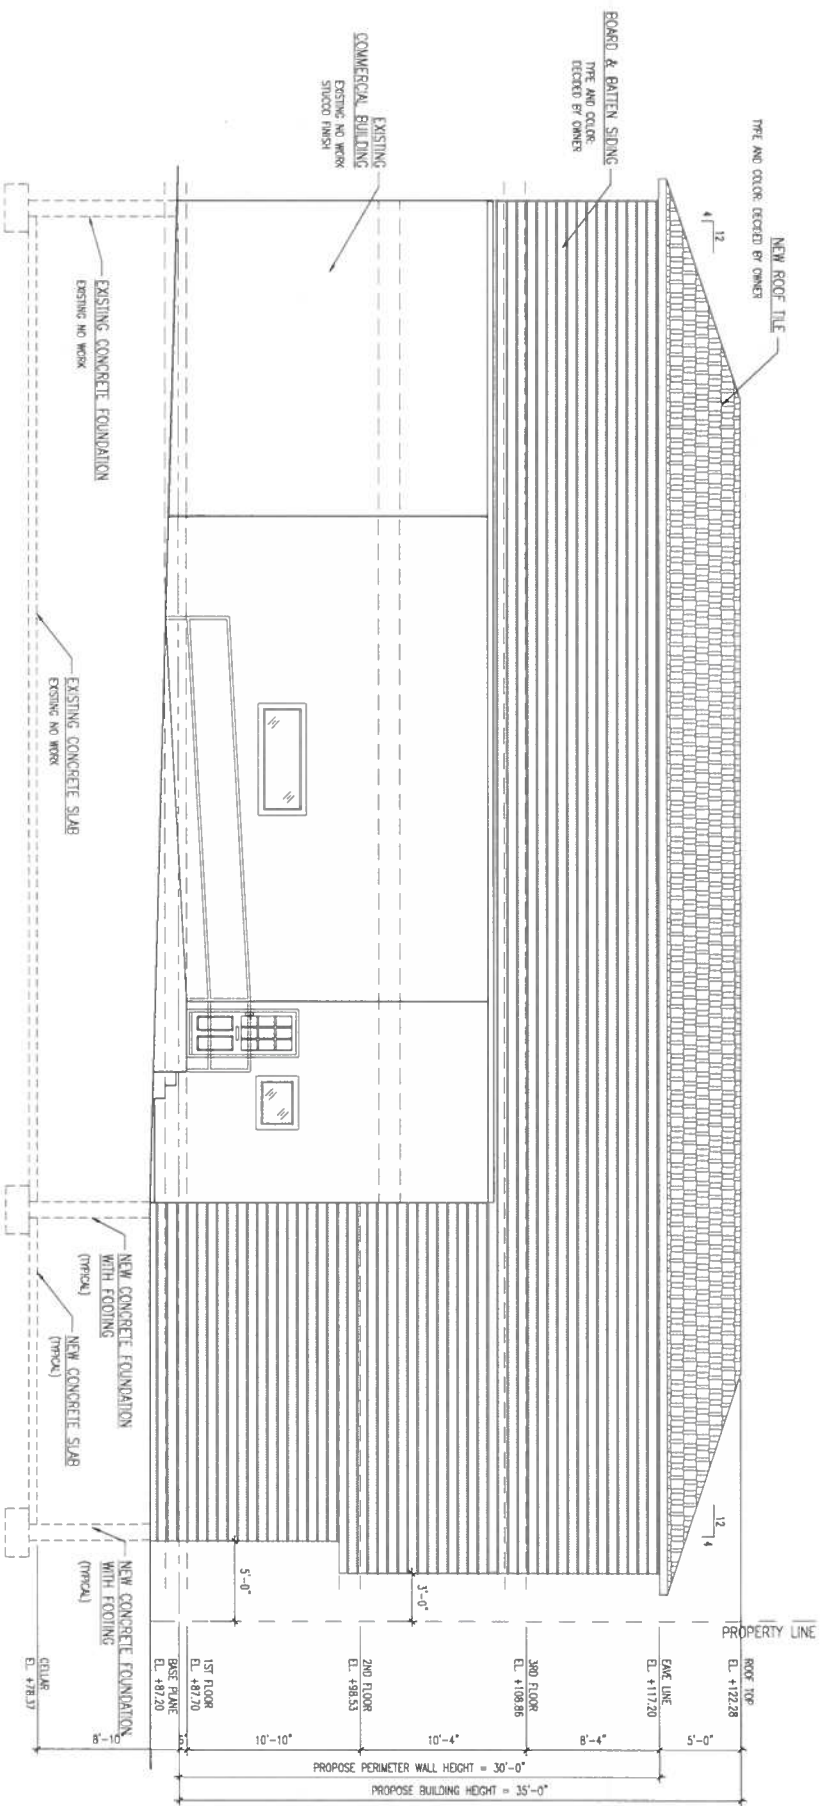 NEW ROOF TILE
TYPE AND COLOR: DECIDED BY OWNER
BOARD & BATTEN SIDING
TYPE AND COLOR:
DECIDED BY OWNER
EXISTING
COMMERCIAL BUILDING
EXISTING NO WORK
STUCCO FINISH
12
4
12
4
EXISTING CONCRETE FOUNDATION
EXISTING NO WORK
EXISTING CONCRETE SLAB
EXISTING NO WORK
NEW CONCRETE FOUNDATION
WITH FOOTING
(TYPICAL)
NEW CONCRETE SLAB
(TYPICAL)
NEW CONCRETE FOUNDATION
WITH FOOTING
(TYPICAL)
5'-0"
3'-0"
PROPERTY LINE
ROOF TOP
EL. +122.28
EAVE LINE
EL. +117.20
3RD FLOOR
EL. +108.86
2ND FLOOR
EL. +98.53
1ST FLOOR
EL. +87.70
BASE PLANE
EL. +87.20
CELLAR
EL. +78.37
5'-0"
8'-4"
10'-4"
10'-10"
8'-10"
PROPOSE PERIMETER WALL HEIGHT = 30'-0"
PROPOSE BUILDING HEIGHT = 35'-0"